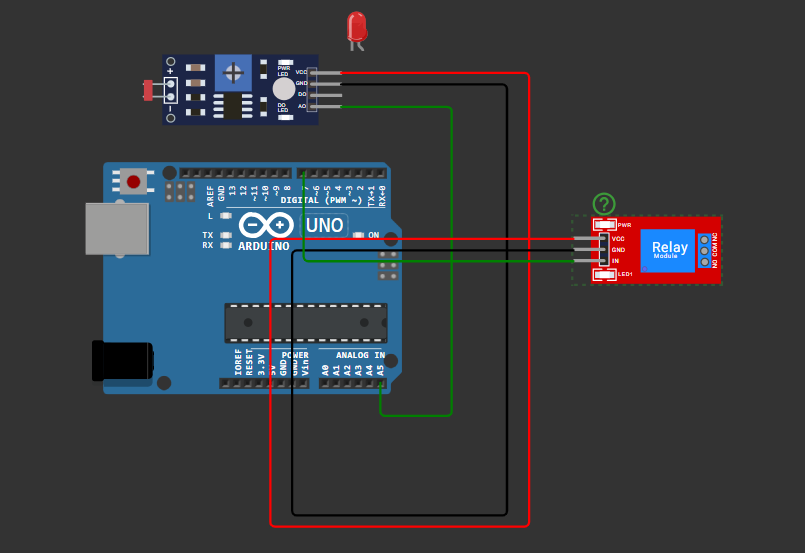 +
PWR
LED
VCC
GND
DO
DO
LED
AO
−
AREF
GND
13
12
~11
~10
~9
8
7
~6
~5
4
~3
2
TX→1
RX←0
DIGITAL (PWM ~)
L
TX
RX
ARDUINO
UNO
ON
IOREF
RESET
3.3V
5V
GND
GND
Vin
POWER
ANALOG IN
A0
A1
A2
A3
A4
A5
?
PWR
VCC
GND
IN
LED1
Relay
Module
NO COM NC